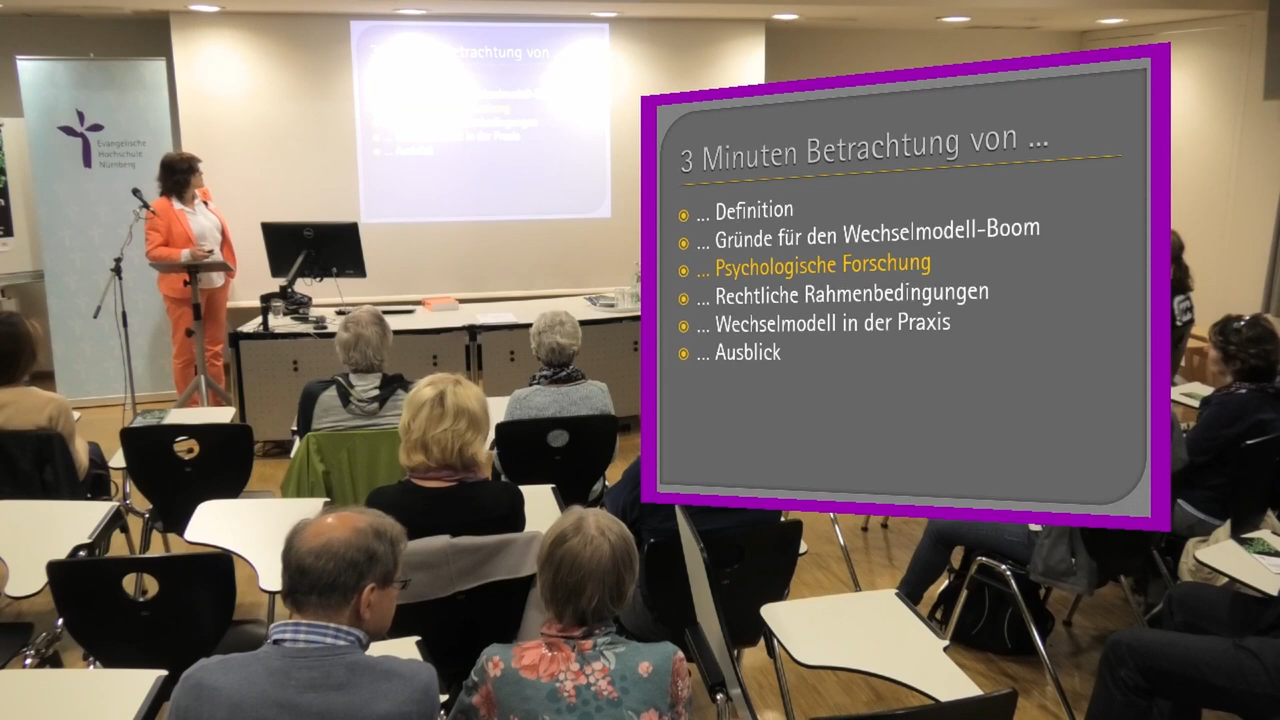 Evangelische
Hochschule
Nürnberg
3 Minuten Betrachtung von ...
... Definition
... Gründe für den Wechselmodell-Boom
... Psychologische Forschung
... Rechtliche Rahmenbedingungen
... Wechselmodell in der Praxis
... Ausblick